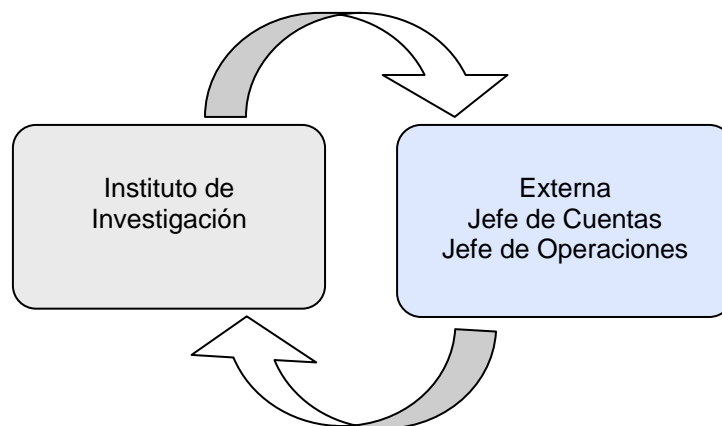 Instituto de
Investigación
Externa
Jefe de Cuentas
Jefe de Operaciones